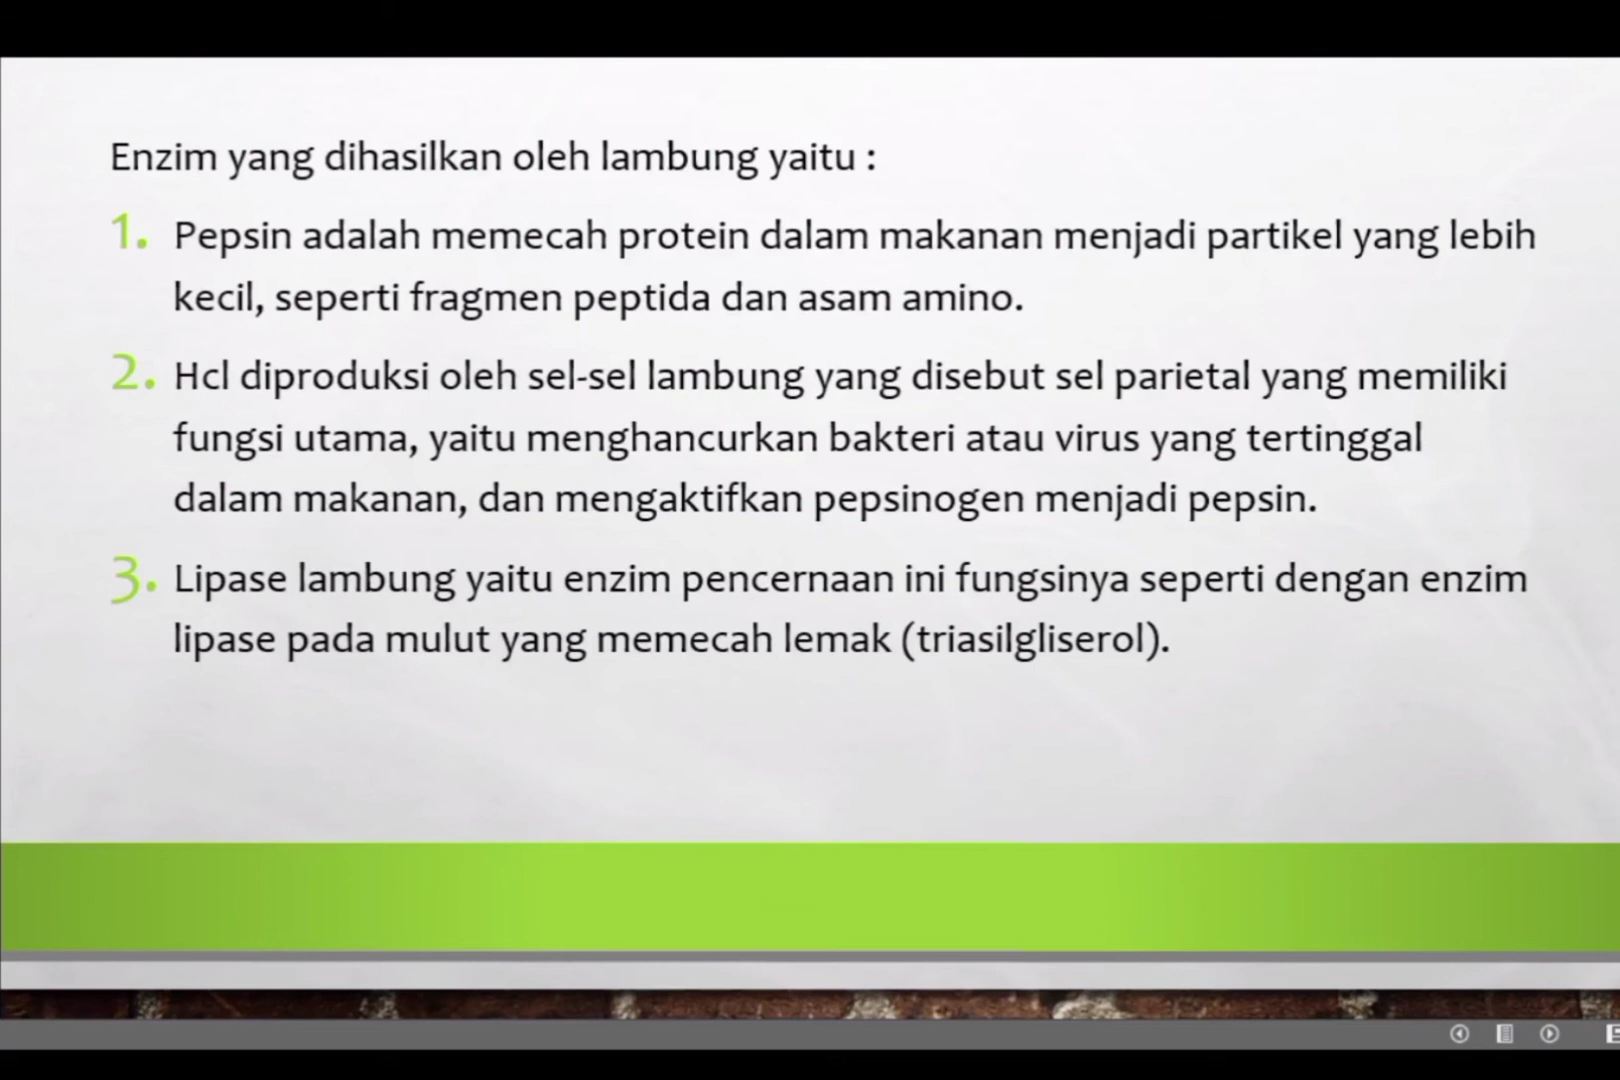 Enzim yang dihasilkan oleh lambung yaitu :
1. Pepsin adalah memecah protein dalam makanan menjadi partikel yang lebih
kecil, seperti fragmen peptida dan asam amino.
2. Hcl diproduksi oleh sel-sel lambung yang disebut sel parietal yang memiliki
fungsi utama, yaitu menghancurkan bakteri atau virus yang tertinggal
dalam makanan, dan mengaktifkan pepsinogen menjadi pepsin.
3. Lipase lambung yaitu enzim pencernaan ini fungsinya seperti dengan enzim
lipase pada mulut yang memecah lemak (triasilgliserol).